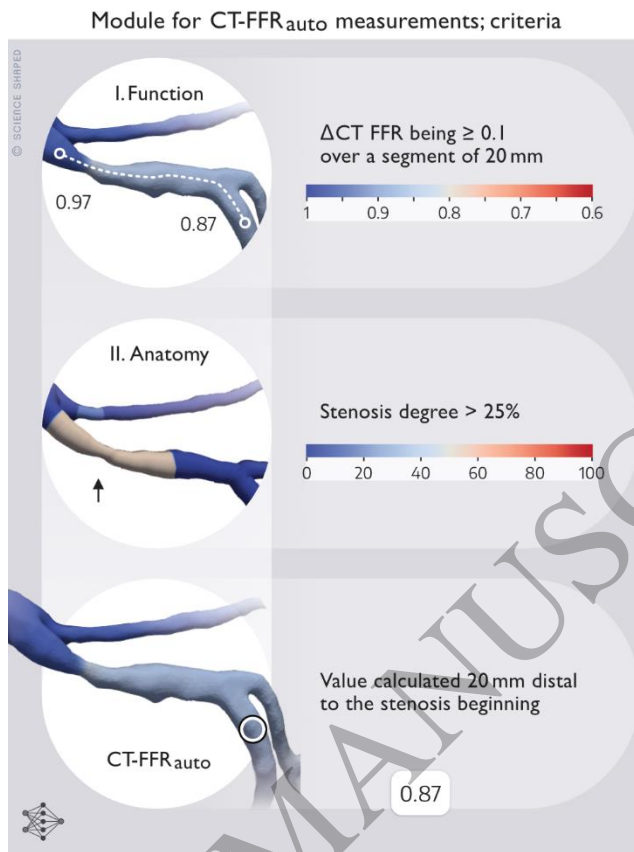 Module for CT-FFRauto measurements; criteria
© SCIENCE SHAPED
I. Function
0.97
0.87
ΔCT FFR being ≥ 0.1
over a segment of 20 mm
1 0.9 0.8 0.7 0.6
II. Anatomy
Stenosis degree > 25%
0 20 40 60 80 100
CT-FFRauto
Value calculated 20 mm distal
to the stenosis beginning
0.87
MANUSC